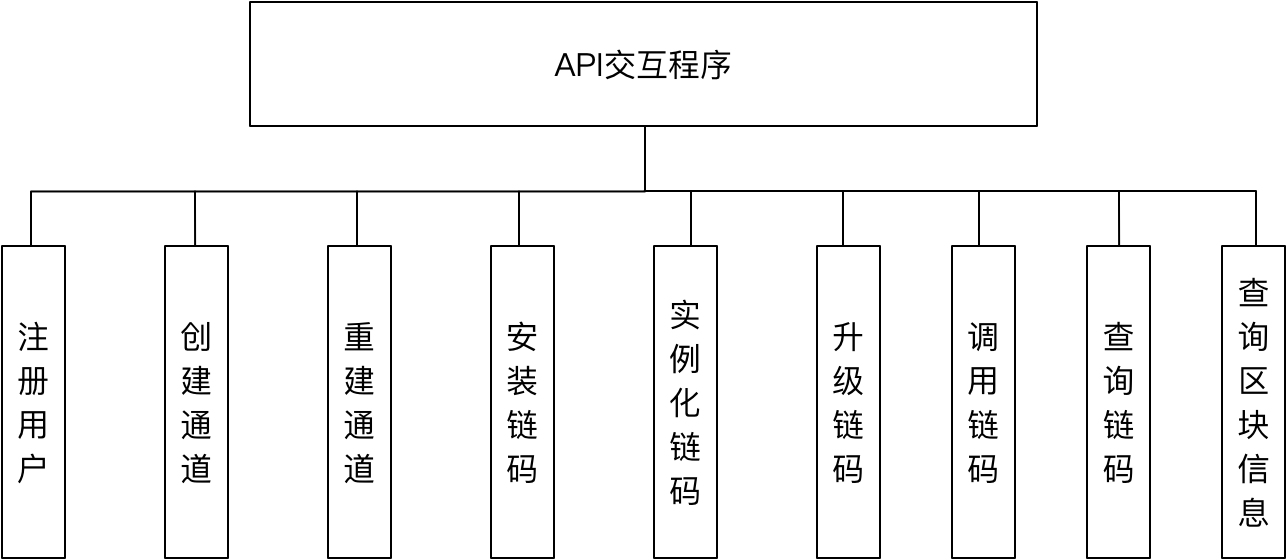 API交互程序
注册用户
创建通道
重建通道
安装链码
实例化链码
升级链码
调用链码
查询链码
查询区块信息